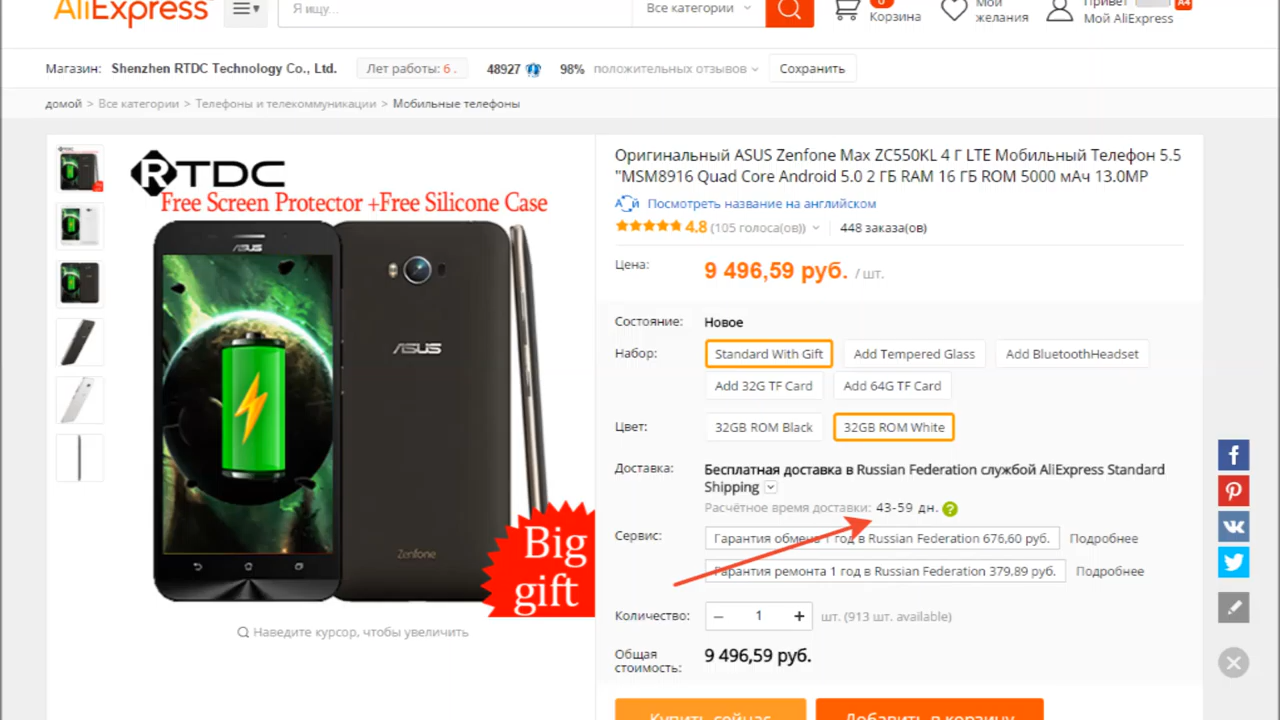 AliExpress
Я ищу...
Все категории
0
Корзина
Мои
желания
Привет
A4
Мой AliExpress
Магазин: Shenzhen RTDC Technology Co., Ltd.
Лет работы: 6 .
48927
98% положительных отзывов
Сохранить
домой > Все категории > Телефоны и телекоммуникации > Мобильные телефоны
RTDC
Free Screen Protector +Free Silicone Case
ASUS
ASUS
Zenfone
Big
gift
Наведите курсор, чтобы увеличить
Оригинальный ASUS Zenfone Max ZC550KL 4 Г LTE Мобильный Телефон 5.5
"MSM8916 Quad Core Android 5.0 2 ГБ RAM 16 ГБ ROM 5000 мАч 13.0MP
Посмотреть название на английском
4.8 (105 голоса(ов)) 448 заказа(ов)
Цена: 9 496,59 руб. / шт.
Состояние: Новое
Набор: Standard With Gift Add Tempered Glass Add BluetoothHeadset
Add 32G TF Card Add 64G TF Card
Цвет: 32GB ROM Black 32GB ROM White
Доставка: Бесплатная доставка в Russian Federation службой AliExpress Standard
Shipping
Расчётное время доставки: 43-59 дн. ?
Сервис: Гарантия обмена 1 год в Russian Federation 676,60 руб. Подробнее
Гарантия ремонта 1 год в Russian Federation 379,89 руб. Подробнее
Количество: – 1 + шт. (913 шт. available)
Общая
стоимость: 9 496,59 руб.
Купить сейчас
Добавить в корзину